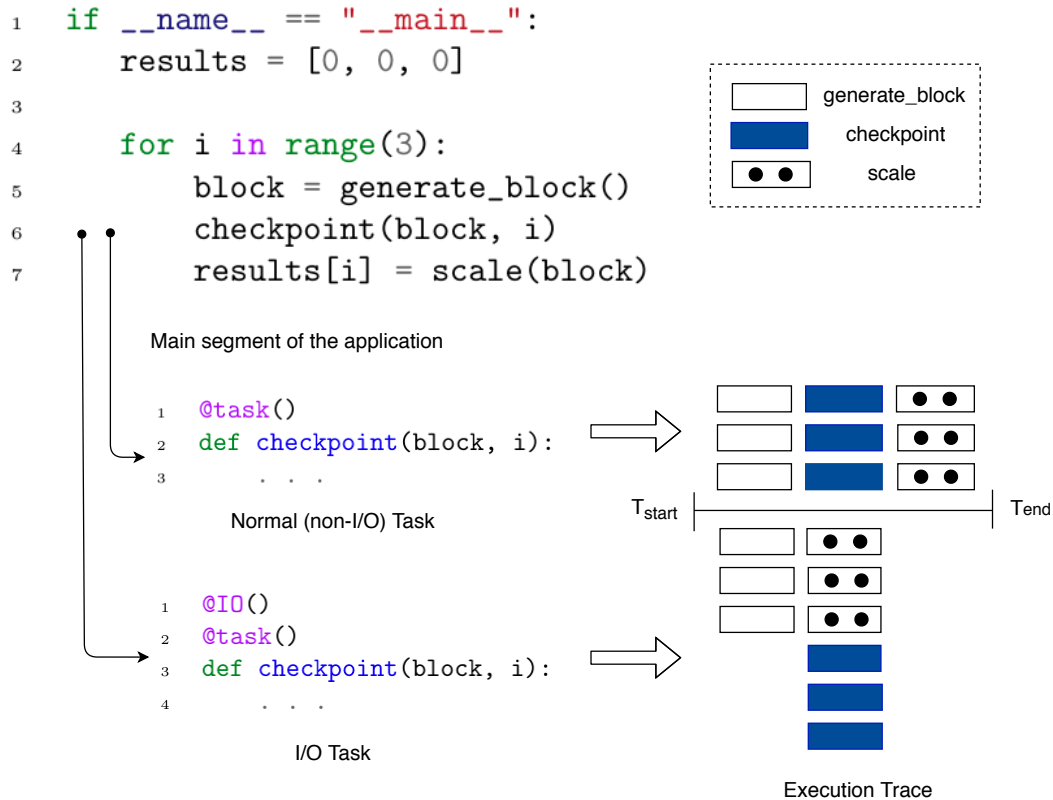 1 if __name__ == "__main__":
2 results = [0, 0, 0]
3
4 for i in range(3):
5 block = generate_block()
6 checkpoint(block, i)
7 results[i] = scale(block)
generate_block
checkpoint
scale
Main segment of the application
1 @task()
2 def checkpoint(block, i):
3 . . .
Normal (non-I/O) Task
Tstart
Tend
1 @IO()
2 @task()
3 def checkpoint(block, i):
4 . . .
I/O Task
Execution Trace